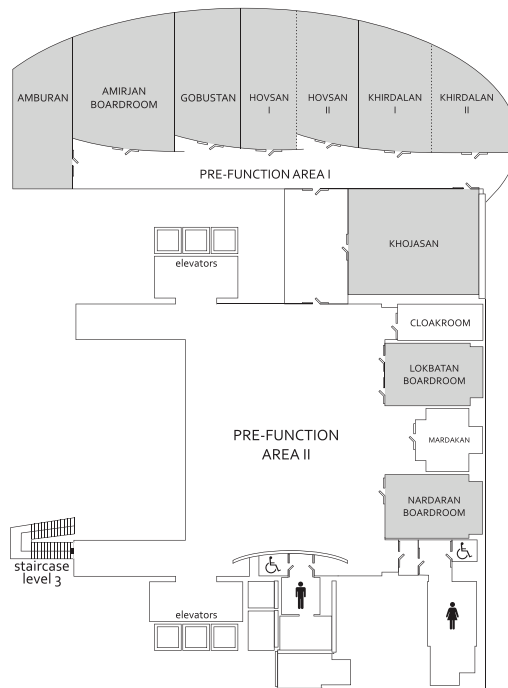 AMBURAN
AMIRJAN
BOARDROOM
GOBUSTAN
HOVSAN
I
HOVSAN
II
KHIRDALAN
I
KHIRDALAN
II
PRE-FUNCTION AREA I
KHOJASAN
elevators
CLOAKROOM
LOKBATAN
BOARDROOM
MARDAKAN
PRE-FUNCTION
AREA II
NARDARAN
BOARDROOM
staircase
level 3
elevators